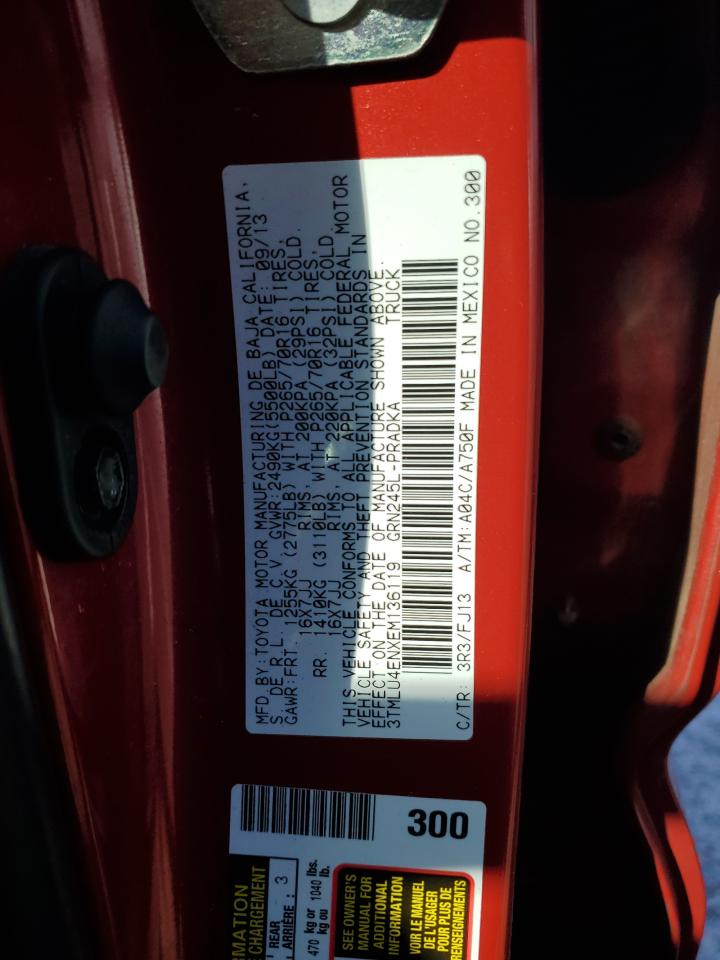 MFD.BY:TOYOTA MOTOR MANUFACTURING DE BAJA CALIFORNIA,
S. DE R.L. DE C.V. GVWR:2490KG(5500LB) DATE: 09/13
GAWR:FRT. 1255KG (2775LB) WITH P265/70R16 TIRES,
16X7JJ RIMS, AT 200KPA (29PSI) COLD.
RR. 1410KG (3110LB) WITH P265/70R16 TIRES,
16X7JJ RIMS, AT 220KPA (32PSI) COLD.
THIS VEHICLE CONFORMS TO ALL APPLICABLE FEDERAL MOTOR
VEHICLE SAFETY AND THEFT PREVENTION STANDARDS IN
EFFECT ON THE DATE OF MANUFACTURE SHOWN ABOVE.
3TMLU4ENXEM136119 GRN245L-PRADKA TRUCK
C/TR: 3R3/FJ13 A/TM:A04C/A750F MADE IN MEXICO NO.300
300
CHARGEMENT
REAR
ARRIÈRE : 3
470 kg or 1040 lbs.
kg ou lb.
SEE OWNER'S
MANUAL FOR
ADDITIONAL
INFORMATION
VOIR LE MANUEL
DE L'USAGER
POUR PLUS DE
RENSEIGNEMENTS